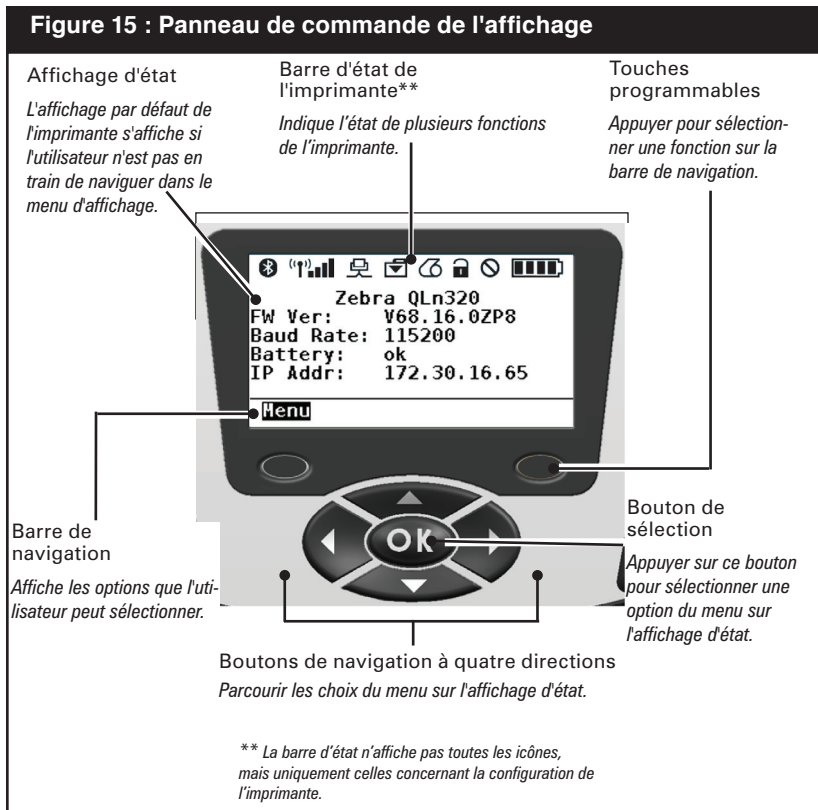 Figure 15 : Panneau de commande de l'affichage
Affichage d'état
L'affichage par défaut de
l'imprimante s'affiche si
l'utilisateur n'est pas en
train de naviguer dans le
menu d'affichage.
Barre d'état de
l'imprimante**
Indique l'état de plusieurs fonctions
de l'imprimante.
Touches
programmables
Appuyer pour sélection-
ner une fonction sur la
barre de navigation.
Zebra QLn320
FW Ver: V68.16.0ZP8
Baud Rate: 115200
Battery: ok
IP Addr: 172.30.16.65
Menu
OK
Barre de
navigation
Affiche les options que l'uti-
lisateur peut sélectionner.
Bouton de
sélection
Appuyer sur ce bouton
pour sélectionner une
option du menu sur
l'affichage d'état.
Boutons de navigation à quatre directions
Parcourir les choix du menu sur l'affichage d'état.
** La barre d'état n'affiche pas toutes les icônes,
mais uniquement celles concernant la configuration de
l'imprimante.